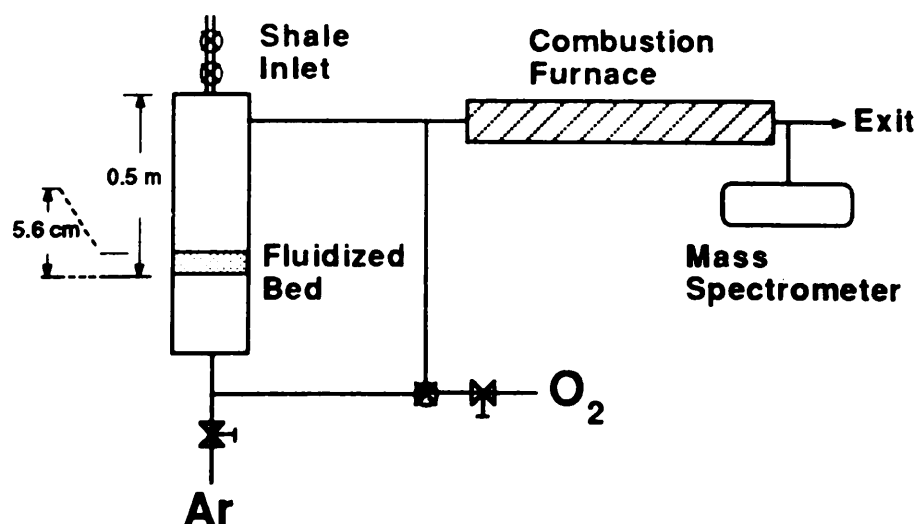 Shale
Inlet
Combustion
Furnace
Exit
0.5 m
5.6 cm
Fluidized
Bed
Mass
Spectrometer
O2
Ar